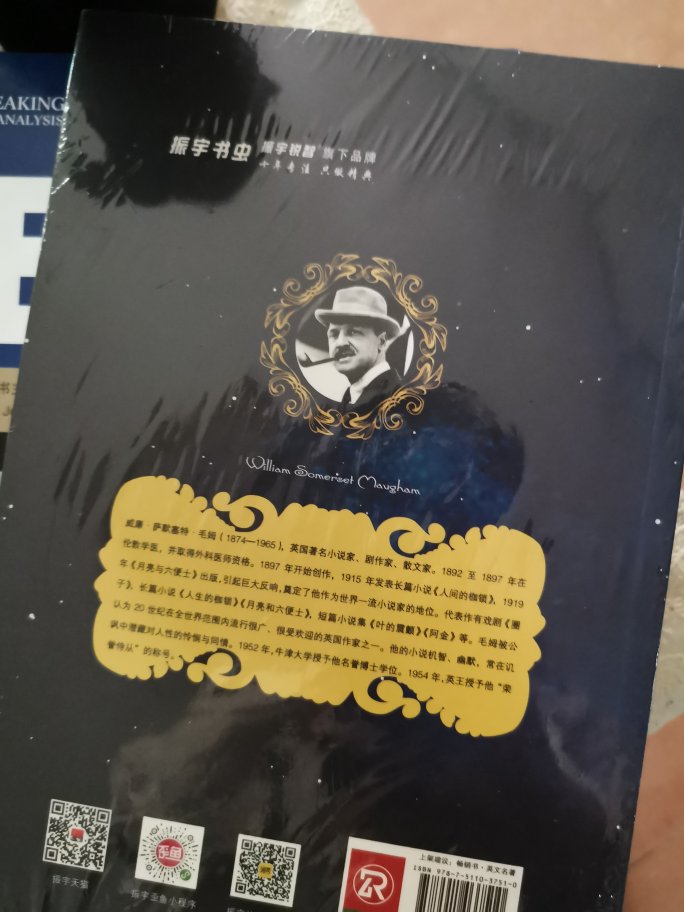 EAKING
ANALYSIS
振宇书虫 振宇锐智 旗下品牌
十年专注 只做精典
William Somerset Maugham
威廉·萨默塞特·毛姆(1874—1965),英国著名小说家、剧作家、散文家。1892 至 1897 年在
伦敦学医,并取得外科医师资格。1897 年开始创作,1915 年发表长篇小说《人间的枷锁》,1919
年《月亮与六便士》出版,引起巨大反响,奠定了他作为世界一流小说家的地位。代表作有戏剧《圈
子》、长篇小说《人生的枷锁》《月亮和六便士》,短篇小说集《叶的震颤》《阿金》等。毛姆被公
认为 20 世纪在全世界范围内流行很广、很受欢迎的英国作家之一。他的小说机智、幽默,常在讥
讽中潜藏对人性的怜悯与同情。1952 年,牛津大学授予他名誉博士学位。1954 年,英王授予他“荣
誉侍从”的称号。
振宇天猫
振宇歪鱼小程序
歪鱼
上架建议:畅销书·英文名著
ISBN 978-7-5110-3751-0